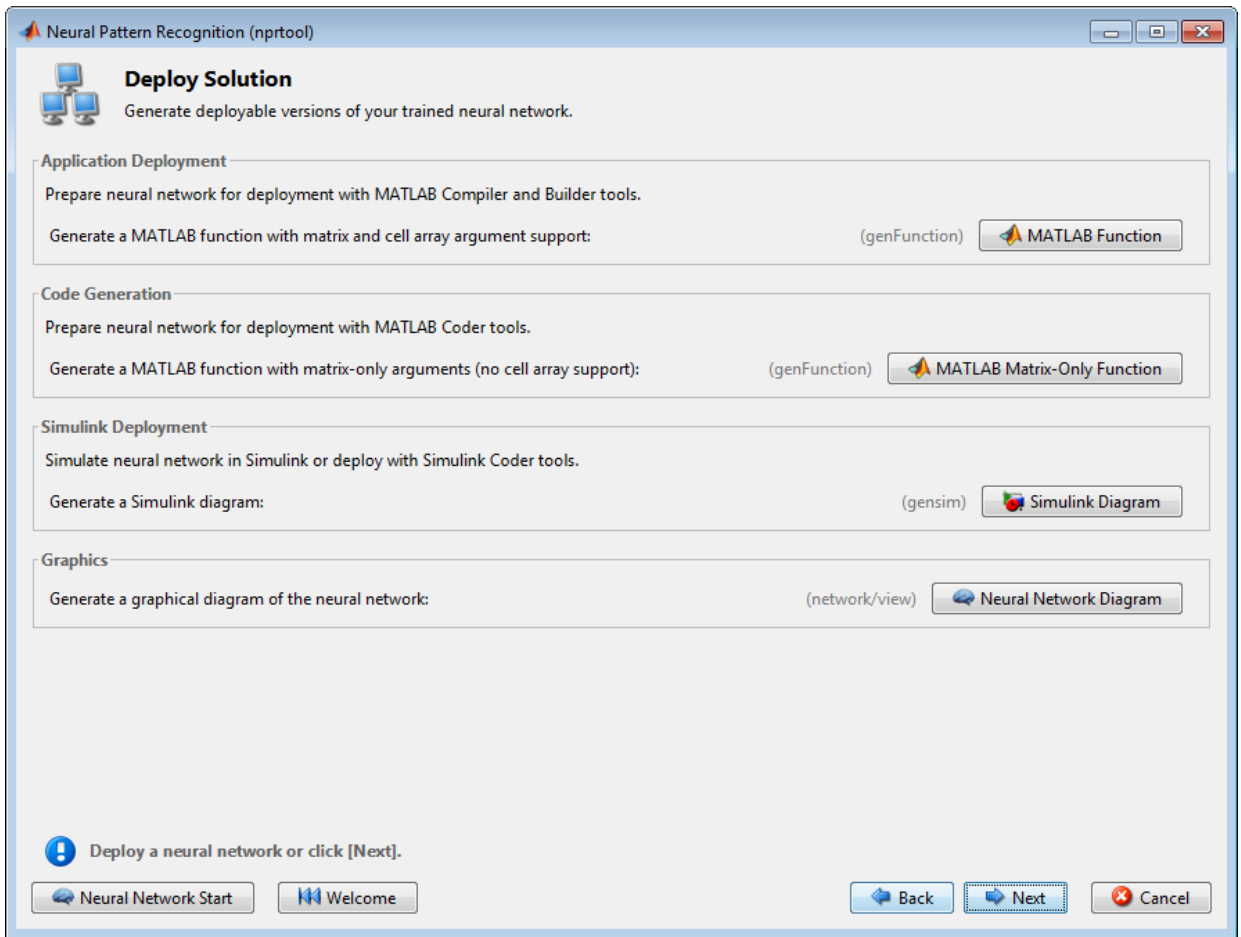 Neural Pattern Recognition (nprtool)
Deploy Solution
Generate deployable versions of your trained neural network.
Application Deployment
Prepare neural network for deployment with MATLAB Compiler and Builder tools.
Generate a MATLAB function with matrix and cell array argument support: (genFunction) MATLAB Function
Code Generation
Prepare neural network for deployment with MATLAB Coder tools.
Generate a MATLAB function with matrix-only arguments (no cell array support): (genFunction) MATLAB Matrix-Only Function
Simulink Deployment
Simulate neural network in Simulink or deploy with Simulink Coder tools.
Generate a Simulink diagram: (gensim) Simulink Diagram
Graphics
Generate a graphical diagram of the neural network: (network/view) Neural Network Diagram
Deploy a neural network or click [Next].
Neural Network Start Welcome Back Next Cancel